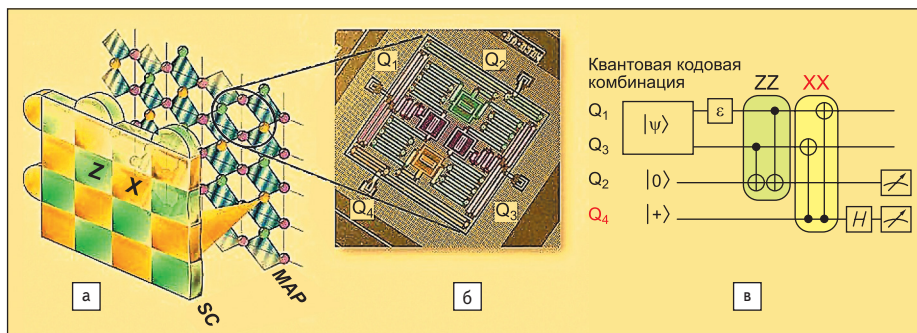 Z
X
SC
MAP
а
Q₁
Q₂
Q₄
Q₃
б
Квантовая кодовая
комбинация
ZZ
XX
Q₁
|ψ⟩
ε
Q₃
Q₂
|0⟩
Q₄
|+⟩
H
в